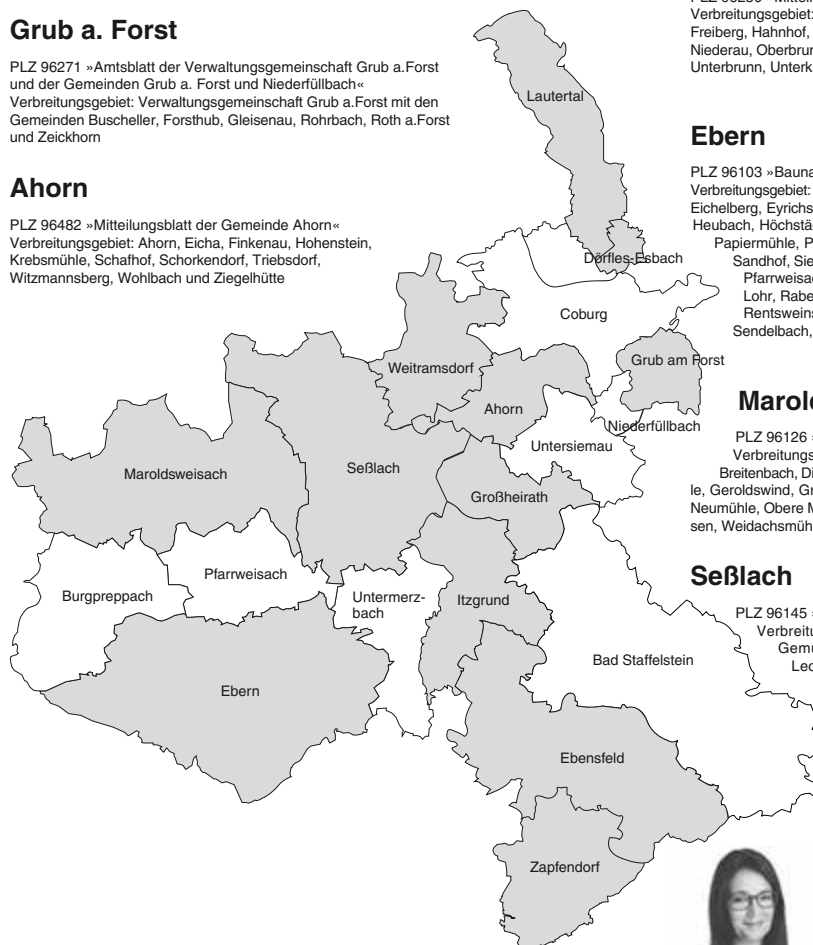 Grub a. Forst
PLZ 96271 »Amtsblatt der Verwaltungsgemeinschaft Grub a.Forst
und der Gemeinden Grub a. Forst und Niederfüllbach«
Verbreitungsgebiet: Verwaltungsgemeinschaft Grub a.Forst mit den
Gemeinden Buscheller, Forsthub, Gleisenau, Rohrbach, Roth a.Forst
und Zeickhorn
Ahorn
PLZ 96482 »Mitteilungsblatt der Gemeinde Ahorn«
Verbreitungsgebiet: Ahorn, Eicha, Finkenau, Hohenstein,
Krebsmühle, Schafhof, Schorkendorf, Triebsdorf,
Witzmannsberg, Wohlbach und Ziegelhütte
Verbreitungsgebiet:
Freiberg, Hahnhof,
Niederau, Oberbrun
Unterbrunn, Unterk
Ebern
PLZ 96103 »Bauna
Verbreitungsgebiet:
Eichelberg, Eyrichs
Heubach, Höchstä
Papiermühle, P
Sandhof, Sie
Pfarrweisac
Lohr, Rabe
Rentsweins
Sendelbach,
Marold
PLZ 96126
Verbreitungs
Breitenbach, Di
le, Geroldswind, Gr
Neumühle, Obere M
sen, Weidachsmüh
Seßlach
PLZ 96145
Verbreitu
Gemü
Lec
Lautertal
Dörfles-Esbach
Coburg
Weitramsdorf
Grub am Forst
Ahorn
Niederfüllbach
Untersiemau
Maroldsweisach
Seßlach
Großheirath
Burgpreppach
Pfarrweisach
Untermerz-
bach
Itzgrund
Bad Staffelstein
Ebern
Ebensfeld
Zapfendorf